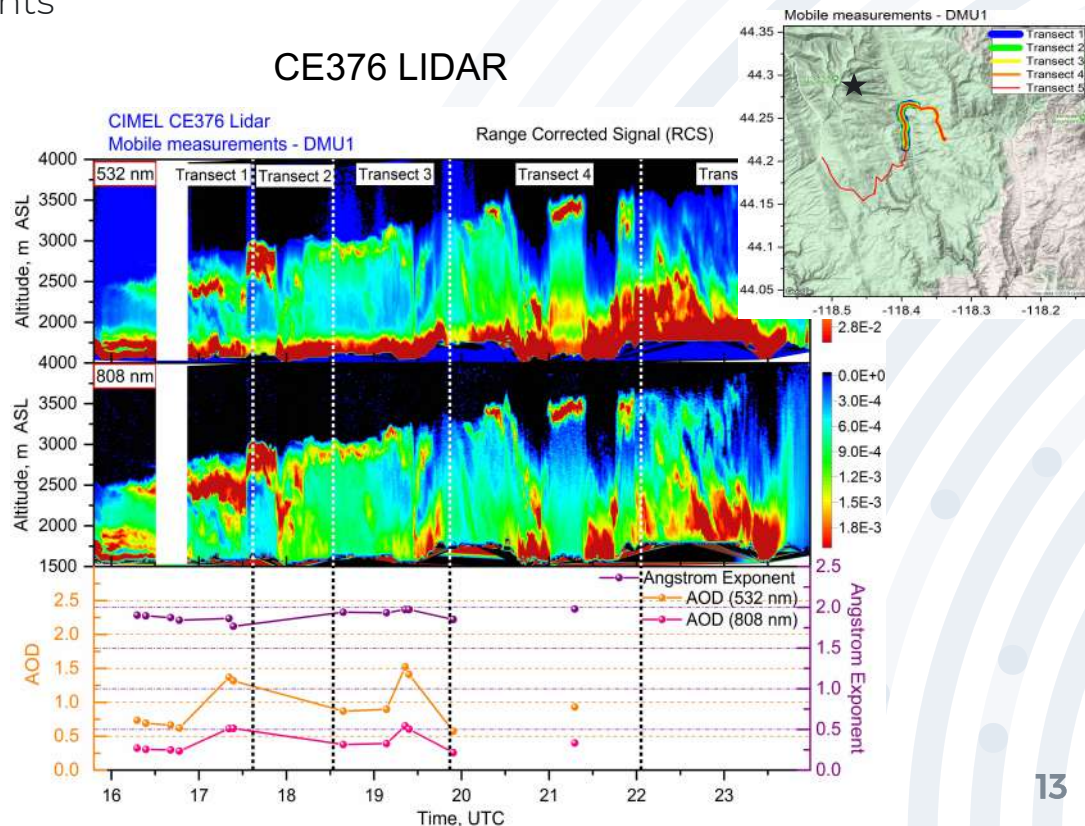 nts
CE376 LIDAR
CIMEL CE376 Lidar
Mobile measurements - DMU1
Range Corrected Signal (RCS)
Mobile measurements - DMU1
44.35
44.3
44.25
44.2
44.15
44.1
44.05
-118.5
-118.4
-118.3
-118.2
Transect 1
Transect 2
Transect 3
Transect 4
Transect 5
532 nm
Transect 1
Transect 2
Transect 3
Transect 4
Trans
Altitude, m ASL
4000
3500
3000
2500
2000
4000
2.8E-2
808 nm
Altitude, m ASL
3000
2500
2000
1500
0.0E+0
3.0E-4
6.0E-4
9.0E-4
1.2E-3
1.5E-3
1.8E-3
Angstrom Exponent
AOD (532 nm)
AOD (808 nm)
AOD
2.5
2.0
1.5
1.0
0.5
0.0
Angstrom Exponent
2.5
2.0
1.5
1.0
0.5
0.0
16
17
18
19
20
21
22
23
Time, UTC
13